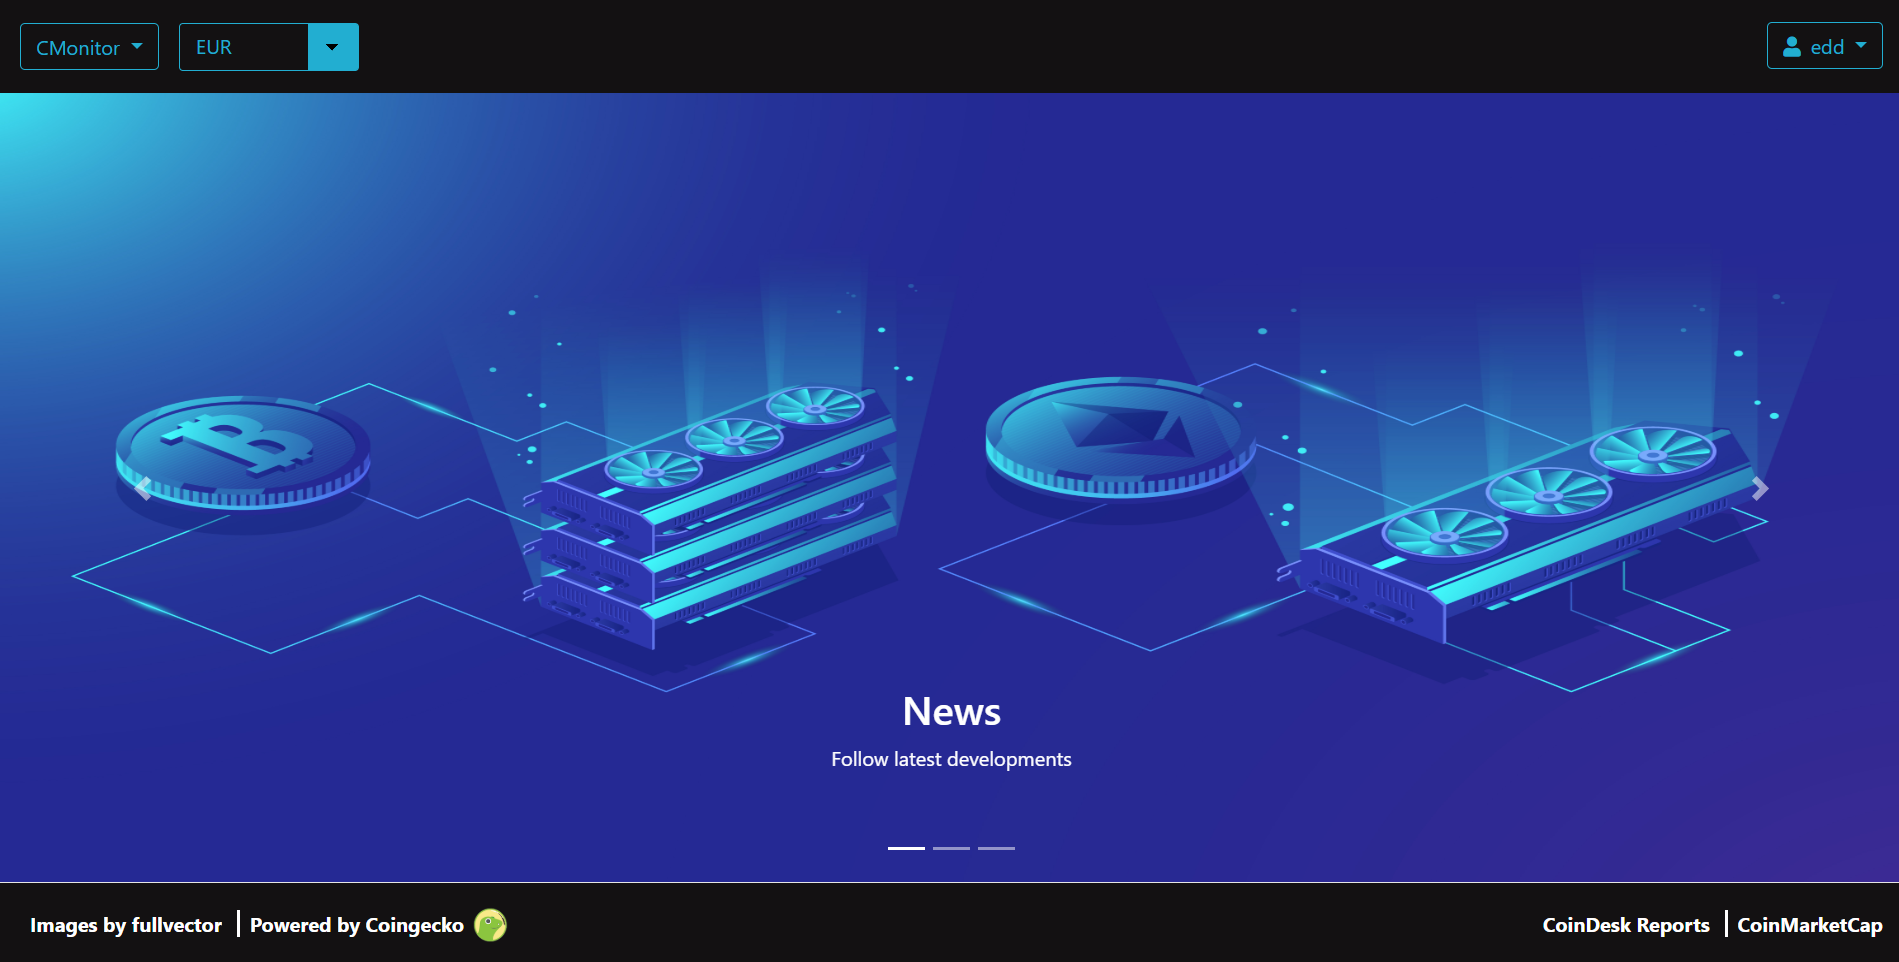 CMonitor
EUR
edd
News
Follow latest developments
Images by fullvector
Powered by Coingecko
CoinDesk Reports
CoinMarketCap